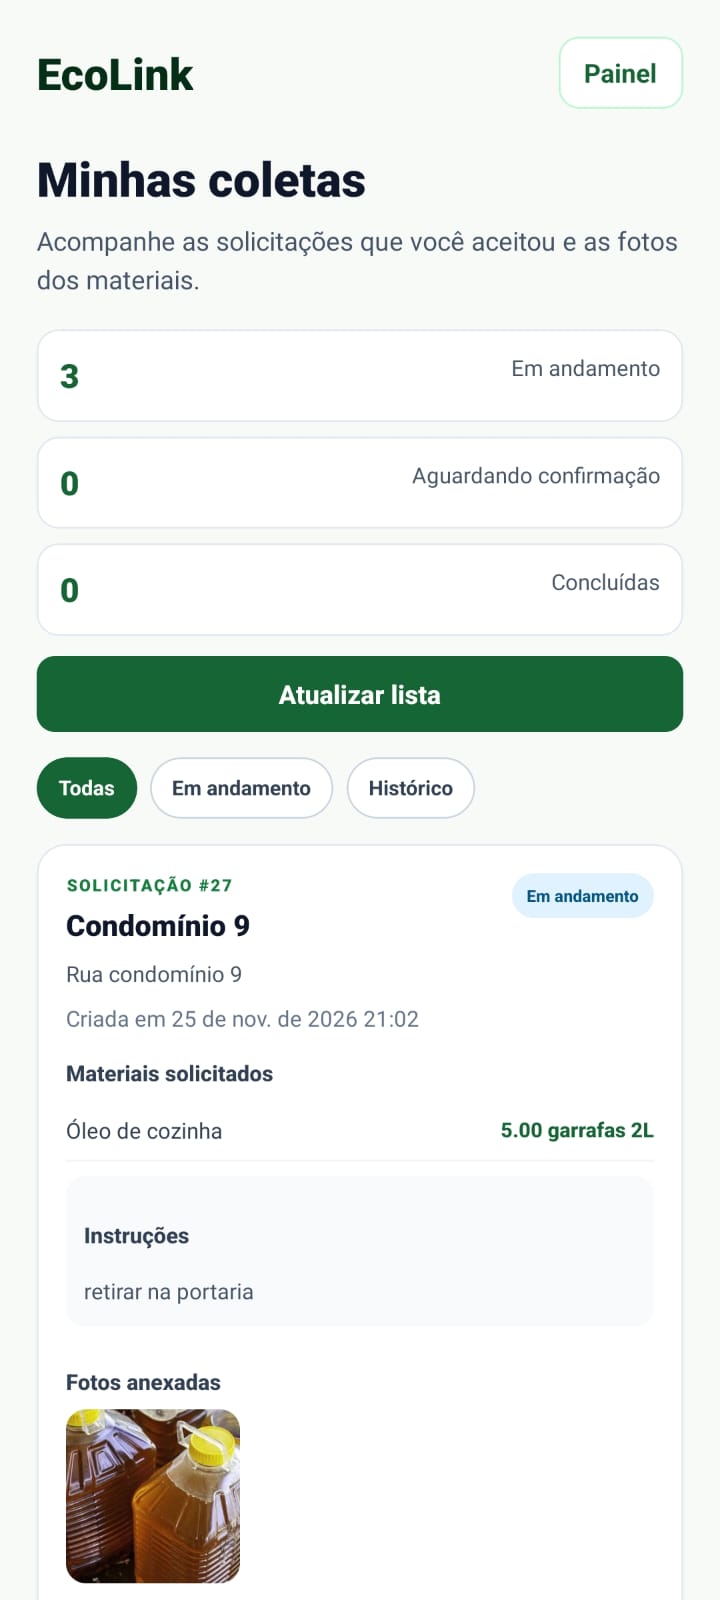 EcoLink
Painel
Minhas coletas
Acompanhe as solicitações que você aceitou e as fotos
dos materiais.
3
Em andamento
0
Aguardando confirmação
0
Concluídas
Atualizar lista
Todas
Em andamento
Histórico
SOLICITAÇÃO #27
Em andamento
Condomínio 9
Rua condomínio 9
Criada em 25 de nov. de 2026 21:02
Materiais solicitados
Óleo de cozinha
5.00 garrafas 2L
Instruções
retirar na portaria
Fotos anexadas